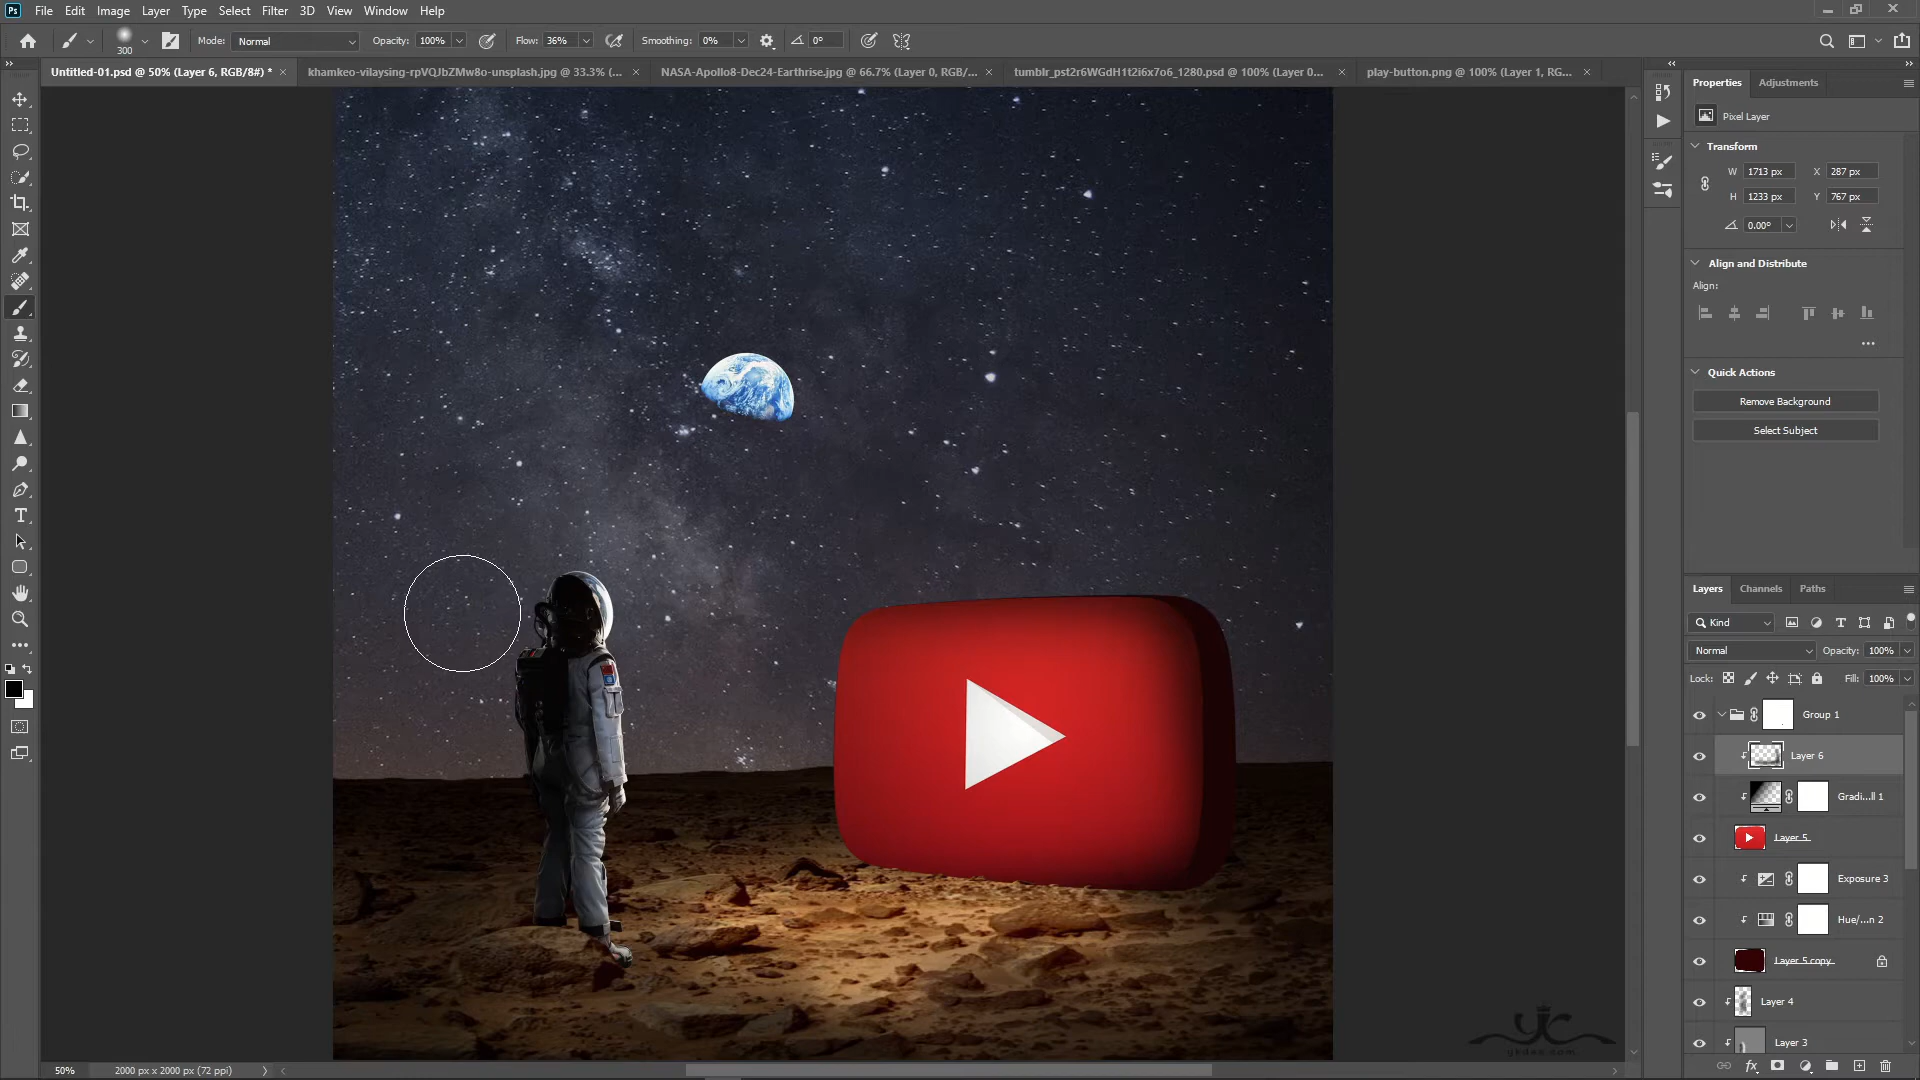 Ps File Edit Image Layer Type Select Filter 3D View Window Help
300 Mode: Normal Opacity: 100% Flow: 36% Smoothing: 0% 0°
Untitled-01.psd @ 50% (Layer 6, RGB/8#) * khamkeo-vilaysing-rpVQJbZMw8o-unsplash.jpg @ 33.3% (... NASA-Apollo8-Dec24-Earthrise.jpg @ 66.7% (Layer 0, RGB/... tumblr_pst2r6WGdH1t2i6x7o6_1280.psd @ 100% (Layer 0... play-button.png @ 100% (Layer 1, RG...
Properties Adjustments
Pixel Layer
Transform
W 1713 px X 287 px
H 1233 px Y 767 px
0.00°
Align and Distribute
Align:
Quick Actions
Remove Background
Select Subject
Layers Channels Paths
Kind
Normal Opacity: 100%
Lock: Fill: 100%
Group 1
Layer 6
Gradi...ll 1
Layer 5
Exposure 3
Hue/...n 2
Layer 5 copy
Layer 4
Layer 3
50% 2000 px x 2000 px (72 ppi)